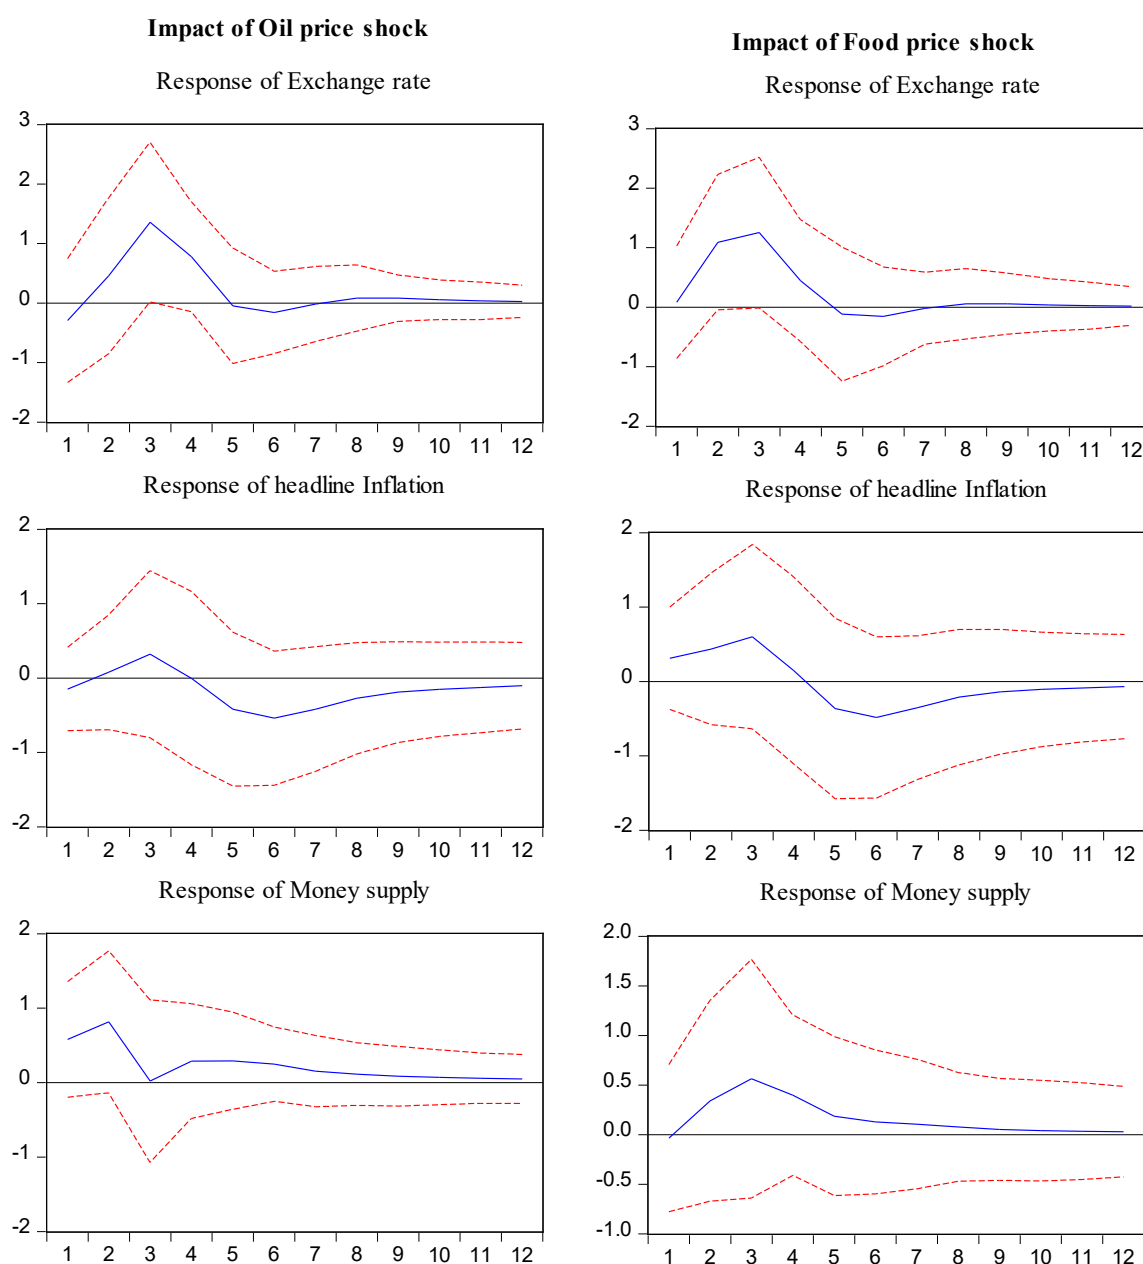 Impact of Oil price shock
Response of Exchange rate
3
2
1
0
-1
-2
1 2 3 4 5 6 7 8 9 10 11 12
Response of headline Inflation
2
1
0
-1
-2
1 2 3 4 5 6 7 8 9 10 11 12
Response of Money supply
2
1
0
-1
-2
1 2 3 4 5 6 7 8 9 10 11 12
Impact of Food price shock
Response of Exchange rate
3
2
1
0
-1
-2
1 2 3 4 5 6 7 8 9 10 11 12
Response of headline Inflation
2
1
0
-1
-2
1 2 3 4 5 6 7 8 9 10 11 12
Response of Money supply
2.0
1.5
1.0
0.5
0.0
-0.5
-1.0
1 2 3 4 5 6 7 8 9 10 11 12